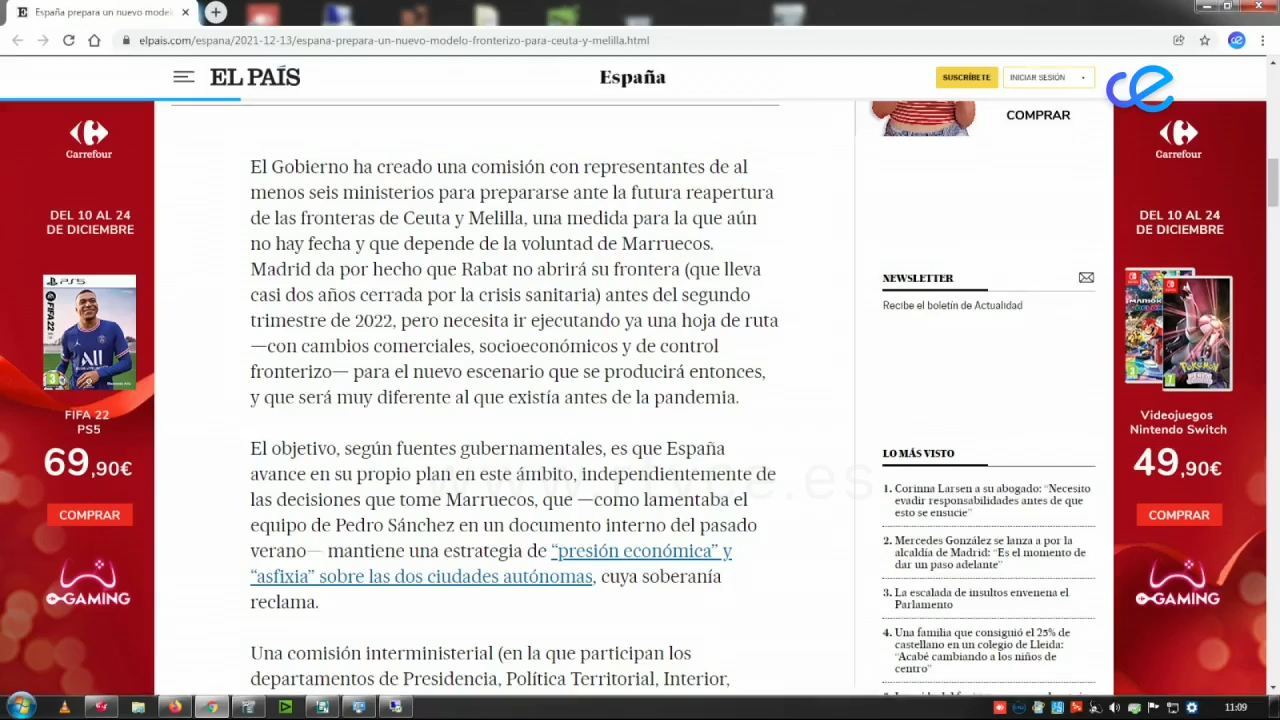 España prepara un nuevo model
elpais.com/espana/2021-12-13/espana-prepara-un-nuevo-modelo-fronterizo-para-ceuta-y-melilla.html
EL PAÍS
España
SUSCRÍBETE
INICIAR SESIÓN
ce
Carrefour
DEL 10 AL 24
DE DICIEMBRE
PS5
FIFA 22
FIFA 22
PS5
69,90€
COMPRAR
GAMING
El Gobierno ha creado una comisión con representantes de al
menos seis ministerios para prepararse ante la futura reapertura
de las fronteras de Ceuta y Melilla, una medida para la que aún
no hay fecha y que depende de la voluntad de Marruecos.
Madrid da por hecho que Rabat no abrirá su frontera (que lleva
casi dos años cerrada por la crisis sanitaria) antes del segundo
trimestre de 2022, pero necesita ir ejecutando ya una hoja de ruta
—con cambios comerciales, socioeconómicos y de control
fronterizo— para el nuevo escenario que se producirá entonces,
y que será muy diferente al que existía antes de la pandemia.
El objetivo, según fuentes gubernamentales, es que España
avance en su propio plan en este ámbito, independientemente de
las decisiones que tome Marruecos, que —como lamentaba el
equipo de Pedro Sánchez en un documento interno del pasado
verano— mantiene una estrategia de “presión económica” y
“asfixia” sobre las dos ciudades autónomas, cuya soberanía
reclama.
Una comisión interministerial (en la que participan los
departamentos de Presidencia, Política Territorial, Interior,
COMPRAR
NEWSLETTER
Recibe el boletín de Actualidad
LO MÁS VISTO
1. Corinna Larsen a su abogado: “Necesito
evadir responsabilidades antes de que
esto se ensucie”
2. Mercedes González se lanza a por la
alcaldía de Madrid: “Es el momento de
dar un paso adelante”
3. La escalada de insultos envenena el
Parlamento
4. Una familia que consiguió el 25% de
castellano en un colegio de Lleida:
“Acabé cambiando a los niños de
centro”
Carrefour
DEL 10 AL 24
DE DICIEMBRE
POKÉMON
Videojuegos
Nintendo Switch
49,90€
COMPRAR
GAMING
11:09